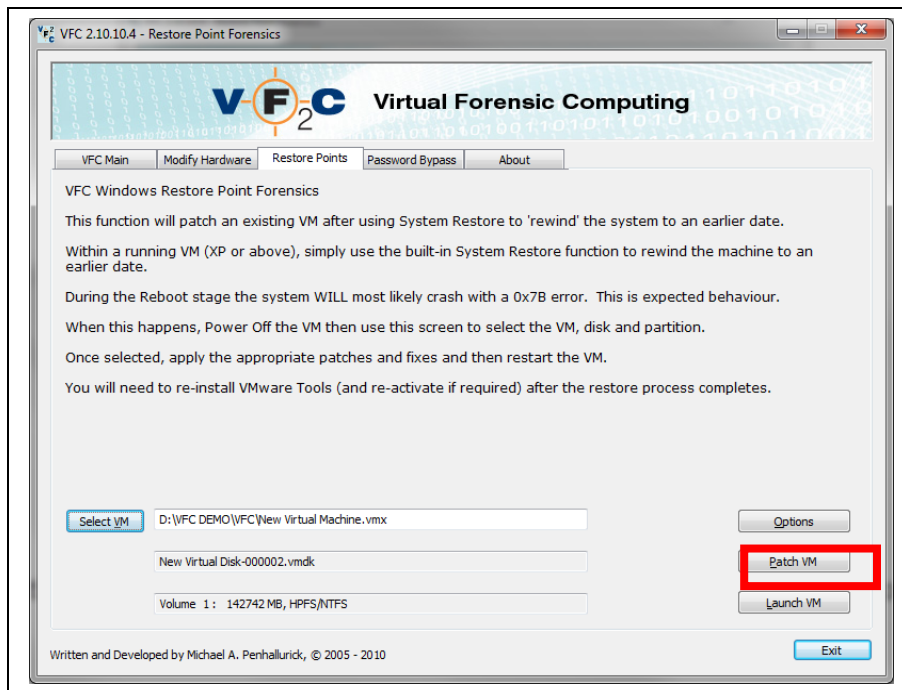 VFC 2.10.10.4 - Restore Point Forensics
V-F2C Virtual Forensic Computing
VFC Main Modify Hardware Restore Points Password Bypass About
VFC Windows Restore Point Forensics
This function will patch an existing VM after using System Restore to 'rewind' the system to an earlier date.
Within a running VM (XP or above), simply use the built-in System Restore function to rewind the machine to an
earlier date.
During the Reboot stage the system WILL most likely crash with a 0x7B error. This is expected behaviour.
When this happens, Power Off the VM then use this screen to select the VM, disk and partition.
Once selected, apply the appropriate patches and fixes and then restart the VM.
You will need to re-install VMware Tools (and re-activate if required) after the restore process completes.
Select VM D:\VFC DEMO\VFC\New Virtual Machine.vmx Options
New Virtual Disk-000002.vmdk Patch VM
Volume 1 : 142742 MB, HPFS/NTFS Launch VM
Written and Developed by Michael A. Penhallurick, © 2005 - 2010 Exit